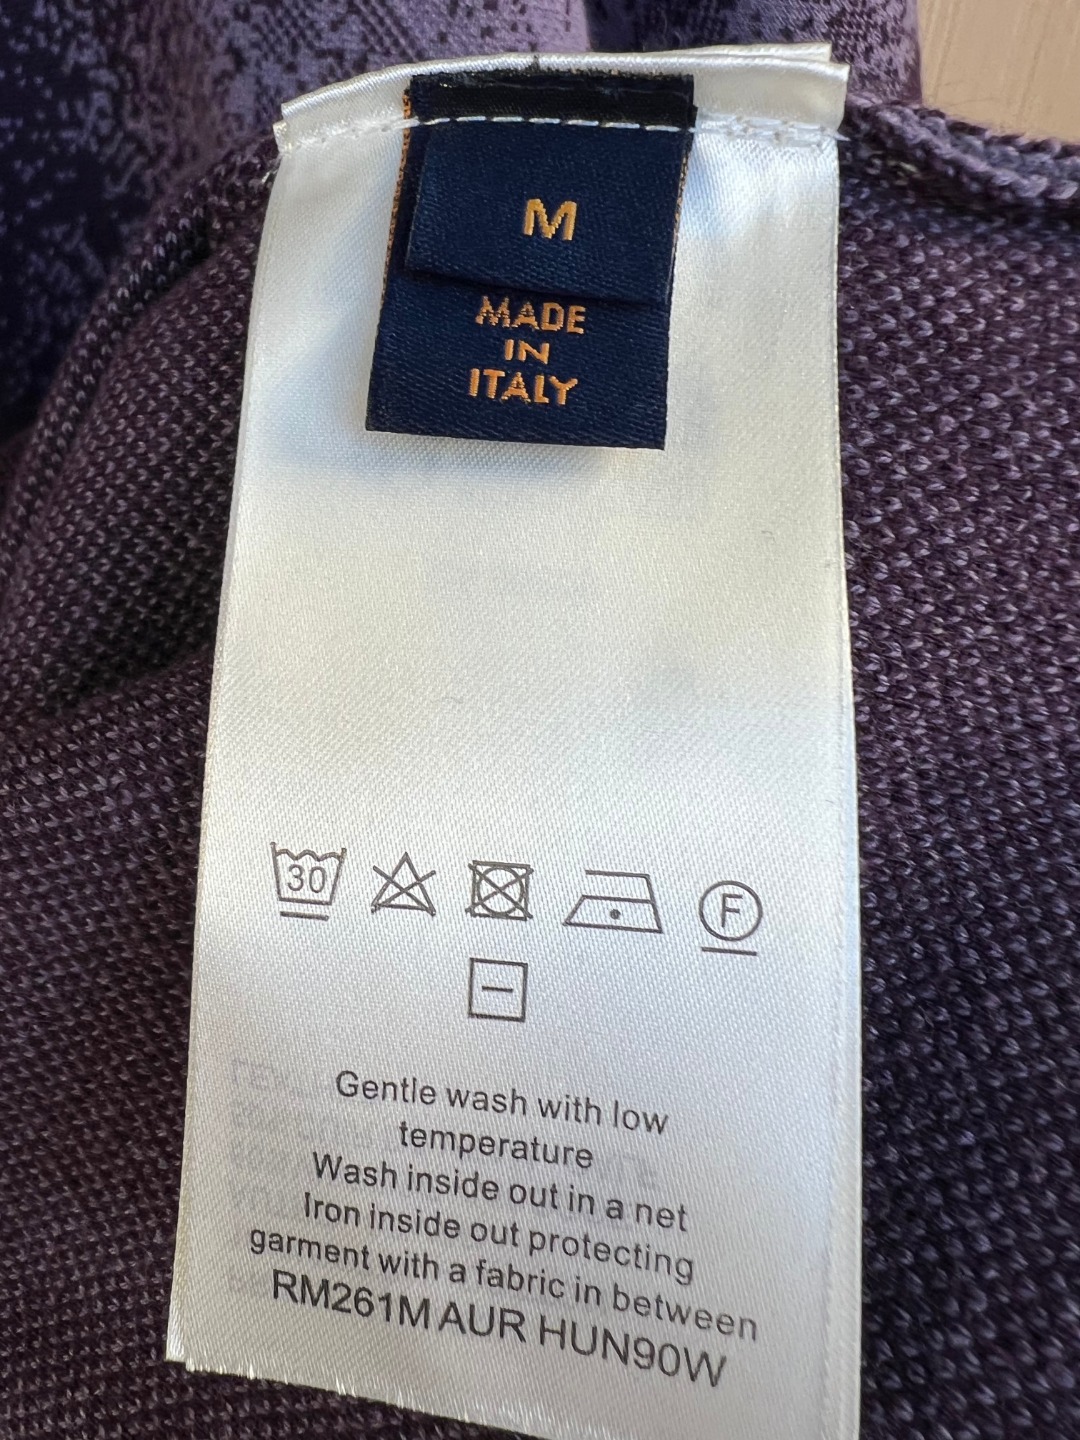 M
MADE
IN
ITALY
30
F
Gentle wash with low
temperature
Wash inside out in a net
Iron inside out protecting
garment with a fabric in between
RM261M AUR HUN90W